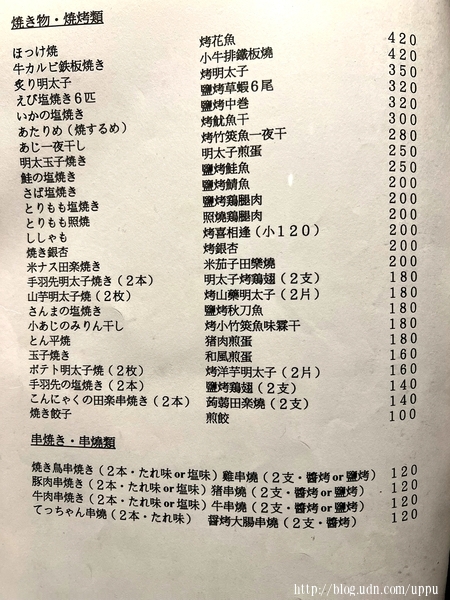 焼き物・燒烤類
ほっけ焼 烤花魚 420
牛カルビ鉄板焼き 小牛排鐵板燒 420
炙り明太子 烤明太子 350
えび塩焼き6匹 鹽烤草蝦6尾 320
いかの塩焼き 鹽烤中巻 320
あたりめ(焼するめ) 烤魷魚干 300
あじ一夜干し 烤竹筴魚一夜干 280
明太玉子焼き 明太子煎蛋 250
鮭の塩焼き 鹽烤鮭魚 250
さば塩焼き 鹽烤鯖魚 200
とりもも塩焼き 鹽烤鶏腿肉 200
とりもも照焼 照燒鶏腿肉 200
ししゃも 烤喜相逢(小120) 200
焼き銀杏 烤銀杏 200
米ナス田楽焼き 米茄子田樂燒 200
手羽先明太子焼き(2本) 明太子烤鶏翅(2支) 180
山芋明太子焼(2枚) 烤山藥明太子(2片) 180
さんまの塩焼き 鹽烤秋刀魚 180
小あじのみりん干し 烤小竹筴魚味霖干 180
とん平焼 猪肉煎蛋 180
玉子焼き 和風煎蛋 160
ポテト明太子焼(2枚) 烤洋芋明太子(2片) 160
手羽先の塩焼き(2本) 鹽烤鶏翅(2支) 140
こんにゃくの田楽串焼き(2本) 蒟蒻田樂燒(2支) 140
焼き餃子 煎餃 100
串焼き・串燒類
焼き鳥串焼き(2本・たれ味or塩味) 雞串燒(2支・醬烤or鹽烤) 120
豚肉串焼き(2本・たれ味or塩味) 猪串燒(2支・醬烤or鹽烤) 120
牛肉串焼き(2本・たれ味or塩味) 牛串燒(2支・醬烤or鹽烤) 120
てっちゃん串燒(2本・たれ味) 醤烤大腸串燒(2支・醬烤) 120
http://blog.udn.com/uppu